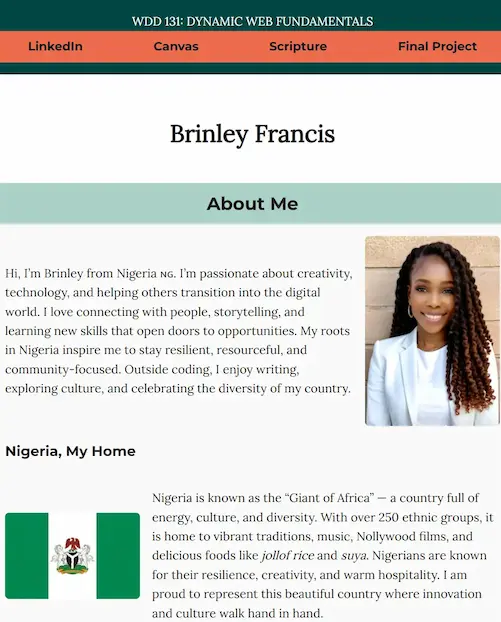 WDD 131: DYNAMIC WEB FUNDAMENTALS
LinkedIn Canvas Scripture Final Project
Brinley Francis
About Me
Hi, I’m Brinley from Nigeria ɴɢ. I’m passionate about creativity,
technology, and helping others transition into the digital
world. I love connecting with people, storytelling, and
learning new skills that open doors to opportunities. My roots
in Nigeria inspire me to stay resilient, resourceful, and
community-focused. Outside coding, I enjoy writing,
exploring culture, and celebrating the diversity of my country.
Nigeria, My Home
Nigeria is known as the “Giant of Africa” — a country full of
energy, culture, and diversity. With over 250 ethnic groups, it
is home to vibrant traditions, music, Nollywood films, and
delicious foods like jollof rice and suya. Nigerians are known
for their resilience, creativity, and warm hospitality. I am
proud to represent this beautiful country where innovation
and culture walk hand in hand.